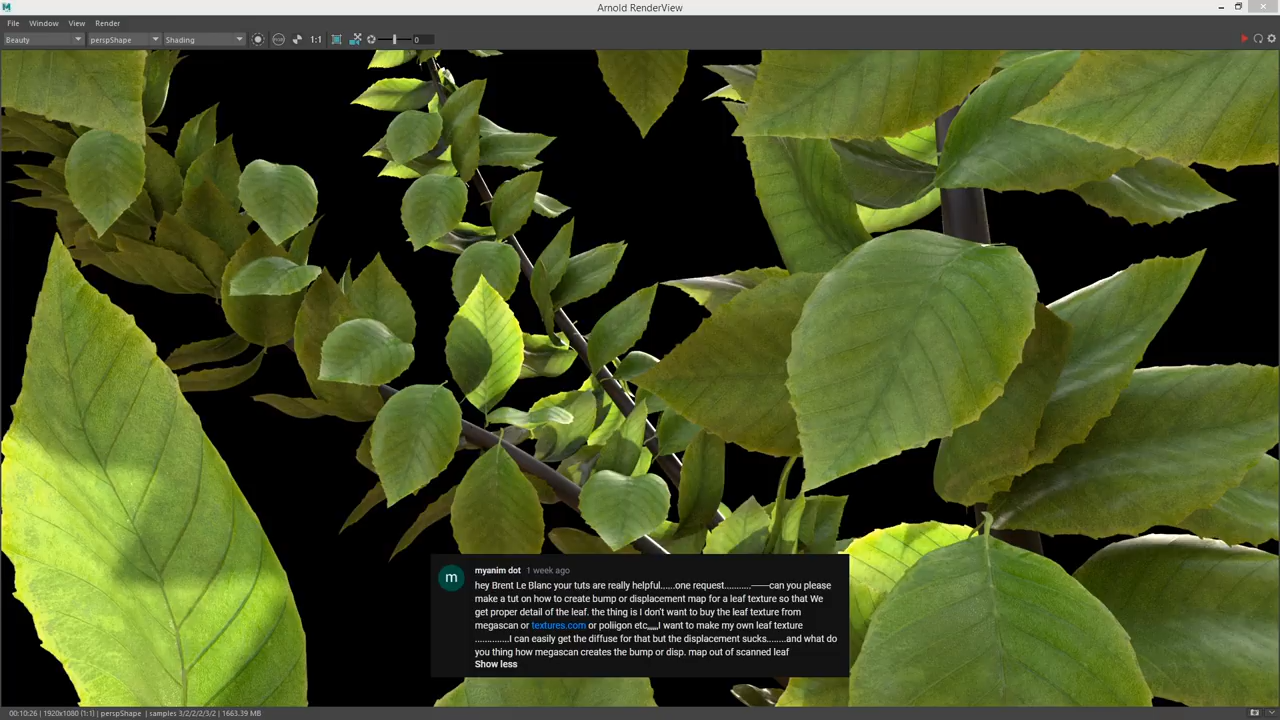 Arnold RenderView
File Window View Render
Beauty perspShape Shading 1:1 0
myanim dot 1 week ago
hey Brent Le Blanc your tuts are really helpful......one request...........-----can you please
make a tut on how to create bump or displacement map for a leaf texture so that We
get proper detail of the leaf. the thing is I don't want to buy the leaf texture from
megascan or textures.com or poliigon etc,,,,,,I want to make my own leaf texture
..............I can easily get the diffuse for that but the displacement sucks........and what do
you thing how megascan creates the bump or disp. map out of scanned leaf
Show less
00:10:26 | 1920x1080 (1:1) | perspShape | samples 3/2/2/2/3/2 | 1663.39 MB